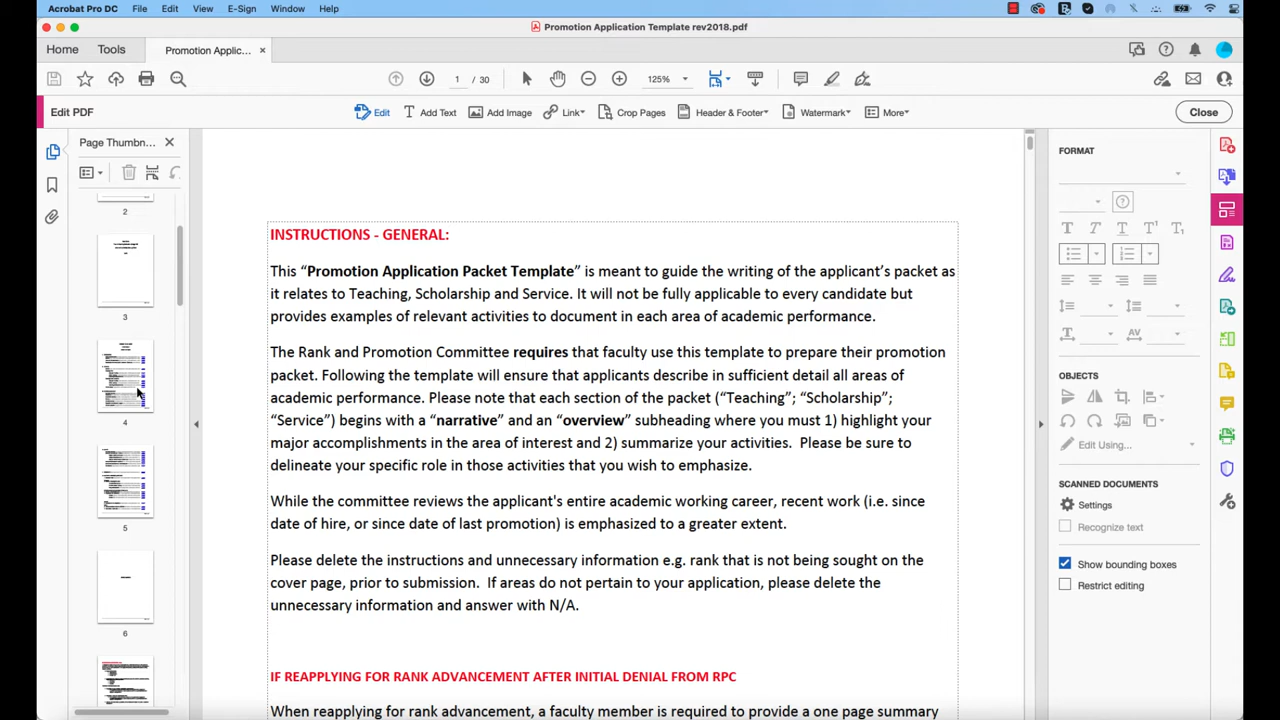 Acrobat Pro DC File Edit View E-Sign Window Help
Promotion Application Template rev2018.pdf
Home Tools Promotion Applic... ×
1 / 30 125%
Edit PDF Edit Add Text Add Image Link Crop Pages Header & Footer Watermark More Close
Page Thumbn...
2
3
4
5
6
INSTRUCTIONS - GENERAL:
This “Promotion Application Packet Template” is meant to guide the writing of the applicant’s packet as
it relates to Teaching, Scholarship and Service. It will not be fully applicable to every candidate but
provides examples of relevant activities to document in each area of academic performance.
The Rank and Promotion Committee requires that faculty use this template to prepare their promotion
packet. Following the template will ensure that applicants describe in sufficient detail all areas of
academic performance. Please note that each section of the packet (“Teaching”; “Scholarship”;
“Service”) begins with a “narrative” and an “overview” subheading where you must 1) highlight your
major accomplishments in the area of interest and 2) summarize your activities. Please be sure to
delineate your specific role in those activities that you wish to emphasize.
While the committee reviews the applicant's entire academic working career, recent work (i.e. since
date of hire, or since date of last promotion) is emphasized to a greater extent.
Please delete the instructions and unnecessary information e.g. rank that is not being sought on the
cover page, prior to submission. If areas do not pertain to your application, please delete the
unnecessary information and answer with N/A.
IF REAPPLYING FOR RANK ADVANCEMENT AFTER INITIAL DENIAL FROM RPC
When reapplying for rank advancement, a faculty member is required to provide a one page summary
FORMAT
OBJECTS
Edit Using...
SCANNED DOCUMENTS
Settings
Recognize text
Show bounding boxes
Restrict editing